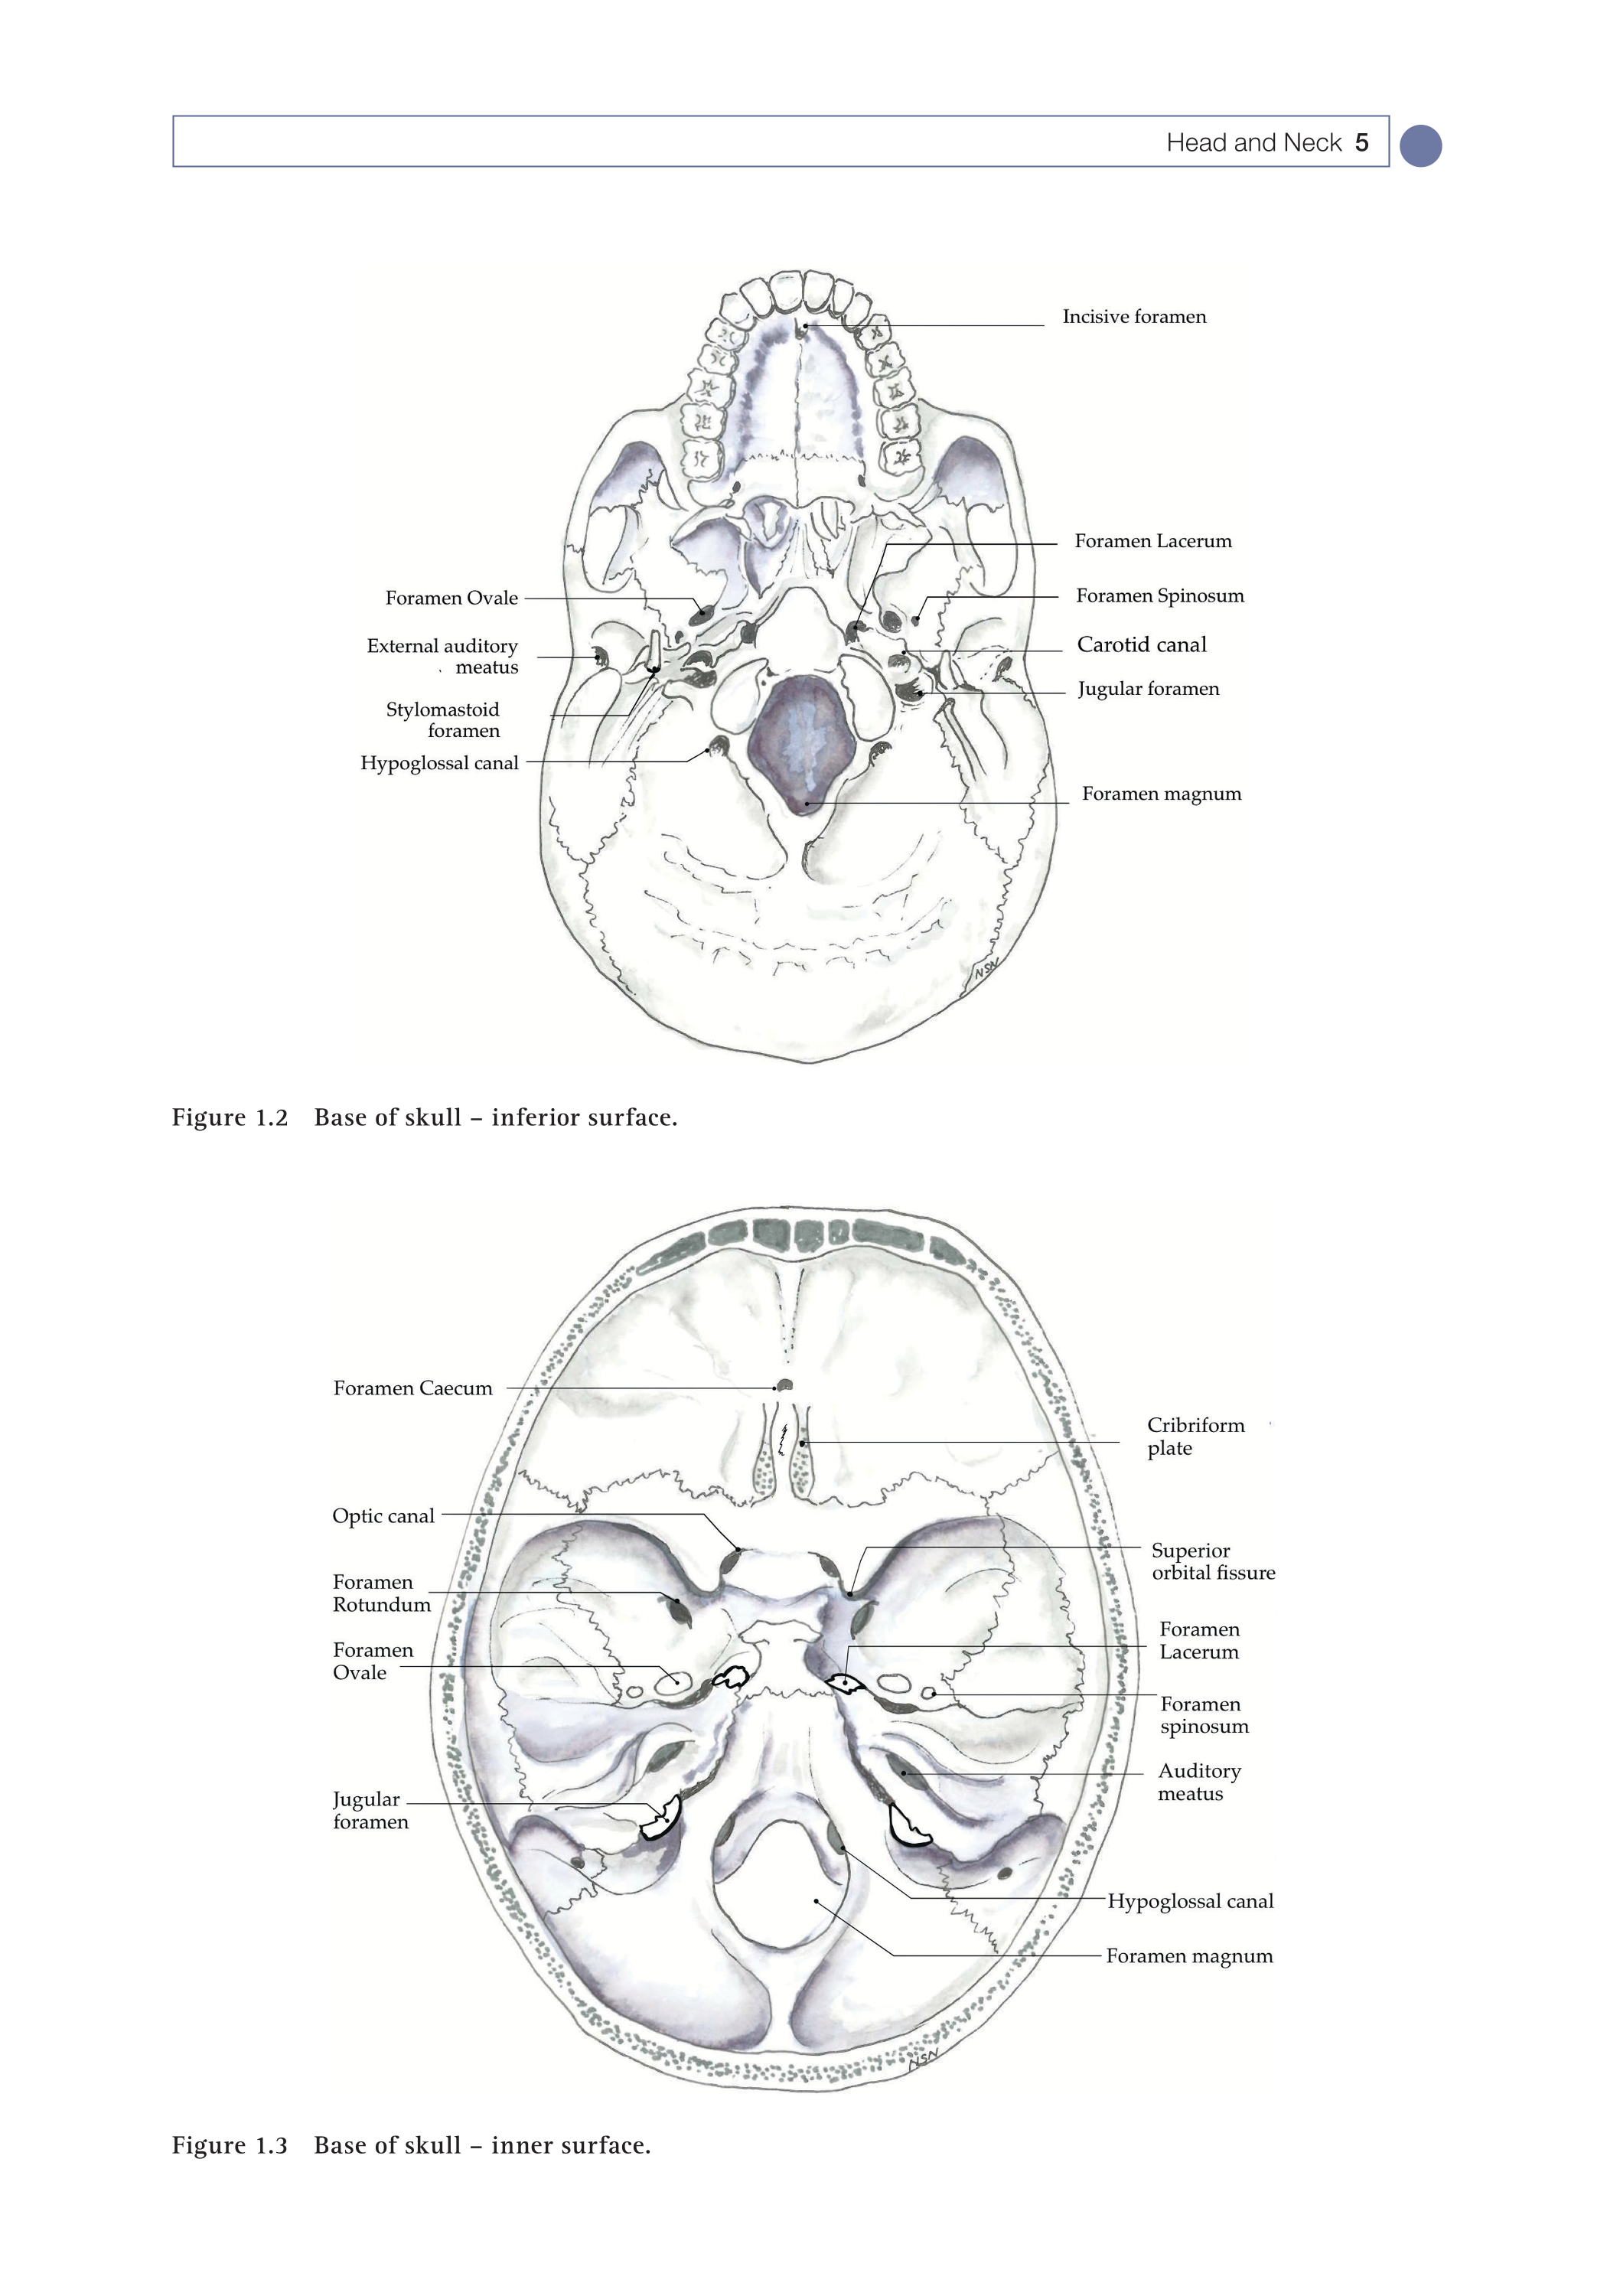 Head and Neck 5
Incisive foramen
Foramen Lacerum
Foramen Ovale
Foramen Spinosum
External auditory
meatus
Carotid canal
Jugular foramen
Stylomastoid
foramen
Hypoglossal canal
Foramen magnum
NSN
Figure 1.2 Base of skull – inferior surface.
Foramen Caecum
Cribriform
plate
Optic canal
Superior
orbital fissure
Foramen
Rotundum
Foramen
Lacerum
Foramen
Ovale
Foramen
spinosum
Auditory
meatus
Jugular
foramen
Hypoglossal canal
Foramen magnum
NSN
Figure 1.3 Base of skull – inner surface.